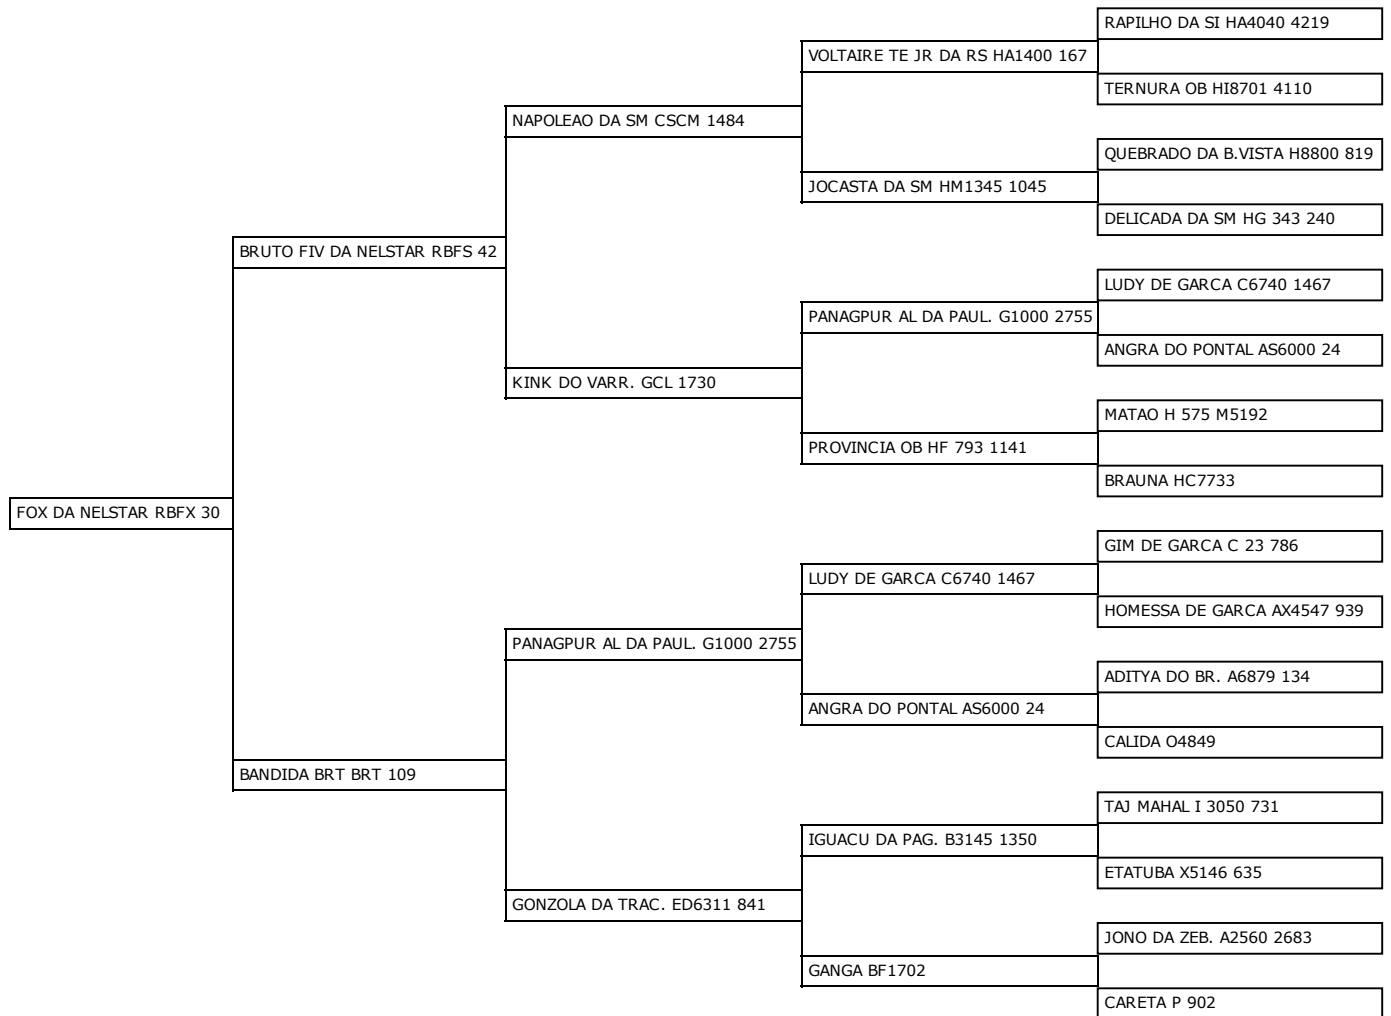 RAPILHO DA SI HA4040 4219
VOLTAIRE TE JR DA RS HA1400 167
TERNURA OB HI8701 4110
NAPOLEAO DA SM CSCM 1484
QUEBRADO DA B.VISTA H8800 819
JOCASTA DA SM HM1345 1045
DELICADA DA SM HG 343 240
BRUTO FIV DA NELSTAR RBFS 42
LUDY DE GARCA C6740 1467
PANAGPUR AL DA PAUL. G1000 2755
ANGRA DO PONTAL AS6000 24
KINK DO VARR. GCL 1730
MATAO H 575 M5192
PROVINCIA OB HF 793 1141
BRAUNA HC7733
FOX DA NELSTAR RBFX 30
GIM DE GARCA C 23 786
LUDY DE GARCA C6740 1467
HOMESSA DE GARCA AX4547 939
PANAGPUR AL DA PAUL. G1000 2755
ADITYA DO BR. A6879 134
ANGRA DO PONTAL AS6000 24
CALIDA O4849
BANDIDA BRT BRT 109
TAJ MAHAL I 3050 731
IGUACU DA PAG. B3145 1350
ETATUBA X5146 635
GONZOLA DA TRAC. ED6311 841
JONO DA ZEB. A2560 2683
GANGA BF1702
CARETA P 902